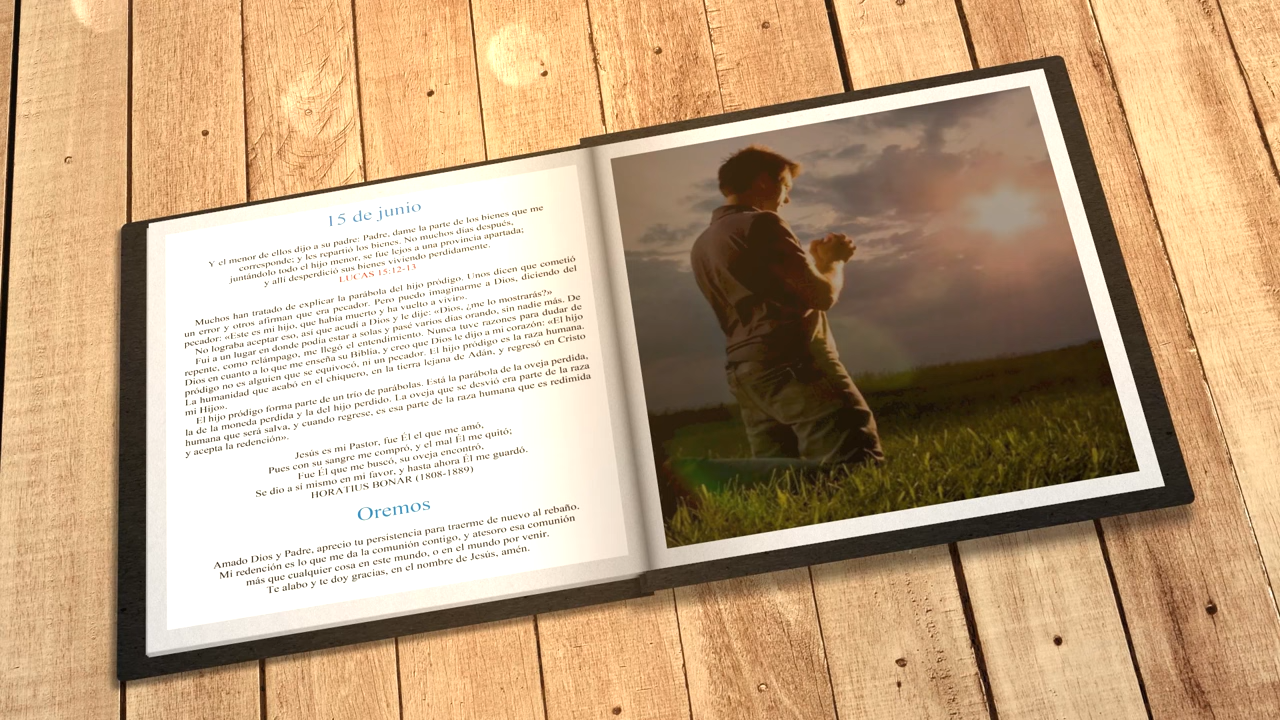 15 de junio
Y el menor de ellos dijo a su padre: Padre, dame la parte de los bienes que me
corresponde; y les repartió los bienes. No muchos días después,
juntándolo todo el hijo menor, se fue lejos a una provincia apartada;
y allí desperdició sus bienes viviendo perdidamente.
LUCAS 15:12-13
Muchos han tratado de explicar la parábola del hijo pródigo. Unos dicen que cometió
un error y otros afirman que era pecador. Pero puedo imaginarme a Dios, diciendo del
pecador: «Este es mi hijo, que había muerto y ha vuelto a vivir».
No lograba aceptar eso, así que acudí a Dios y le dije: «Dios, ¿me lo mostrarás?»
Fui a un lugar en donde podía estar a solas y pasé varios días orando, sin nadie más. De
repente, como relámpago, me llegó el entendimiento. Nunca tuve razones para dudar de
Dios en cuanto a lo que me enseña su Biblia, y creo que Dios le dijo a mi corazón: «El hijo
pródigo no es alguien que se equivocó, ni un pecador. El hijo pródigo es la raza humana.
La humanidad que acabó en el chiquero, en la tierra lejana de Adán, y regresó en Cristo
mi Hijo».
El hijo pródigo forma parte de un trío de parábolas. Está la parábola de la oveja perdida,
la de la moneda perdida y la del hijo perdido. La oveja que se desvió era parte de la raza
humana que será salva, y cuando regrese, es esa parte de la raza humana que es redimida
y acepta la redención».
Jesús es mi Pastor, fue Él el que me amó,
Pues con su sangre me compró, y el mal Él me quitó;
Fue Él que me buscó, su oveja encontró.
Se dio a sí mismo en mi favor, y hasta ahora Él me guardó.
HORATIUS BONAR (1808-1889)
Oremos
Amado Dios y Padre, aprecio tu persistencia para traerme de nuevo al rebaño.
Mi redención es lo que me da la comunión contigo, y atesoro esa comunión
más que cualquier cosa en este mundo, o en el mundo por venir.
Te alabo y te doy gracias, en el nombre de Jesús, amén.